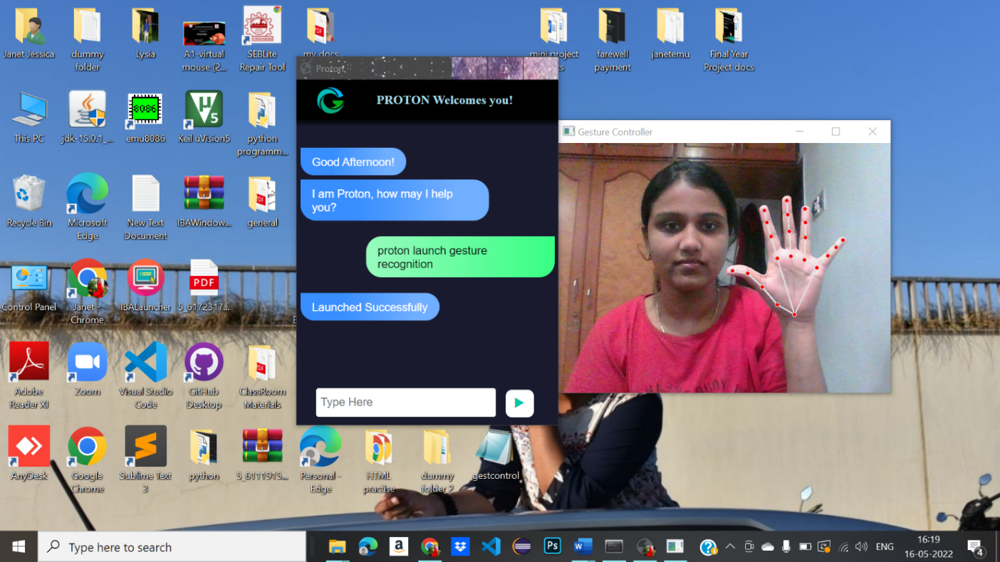 Janet Jessica
dummy
folder
Lysia
A1-virtual
mouse (2...
SEBLite
Repair Tool
my docs
mini project
farewell
payment
janetemu
Final Year
Project docs
Proton
PROTON Welcomes you!
This PC
jdk-15.0.1_...
8086
emu8086
µ
5
Keil uVision5
python
programm...
Gesture Controller
Good Afternoon!
I am Proton, how may I help
you?
Recycle Bin
Microsoft
Edge
New Text
Document
IBAWindow...
general
proton launch gesture
recognition
Launched Successfully
Control Panel
Janet -
Chrome
IBALauncher
PDF
5_6172317...
Adobe
Reader XI
Zoom
Visual Studio
Code
GitHub
Desktop
PDF
ClassRoom
Materials
Type Here
AnyDesk
Google
Chrome
Sublime Text
3
python
5_6111915...
Personal -
Edge
HTML
practise
dummy
folder 2
gestcontrol
Type here to search
a
Ps
W
ENG
16:19
16-05-2022
4